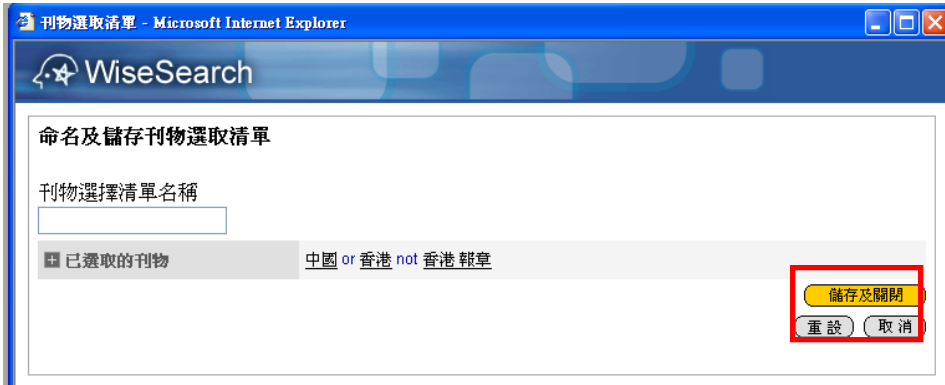 刊物選取清單 - Microsoft Internet Explorer
WiseSearch
命名及儲存刊物選取清單
刊物選擇清單名稱
已選取的刊物 中國 or 香港 not 香港 報章
儲存及關閉
重設 取消